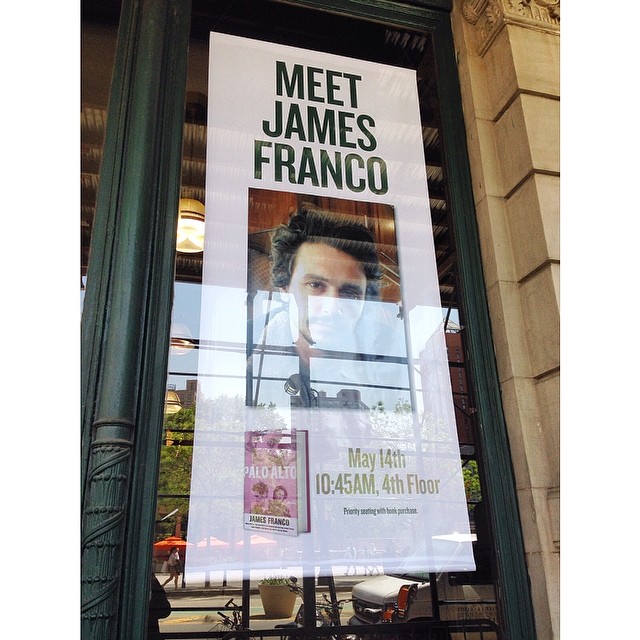 MEET
JAMES
FRANCO
PALO ALTO
JAMES FRANCO
May 14th
10:45AM, 4th Floor
Priority seating with book purchase.